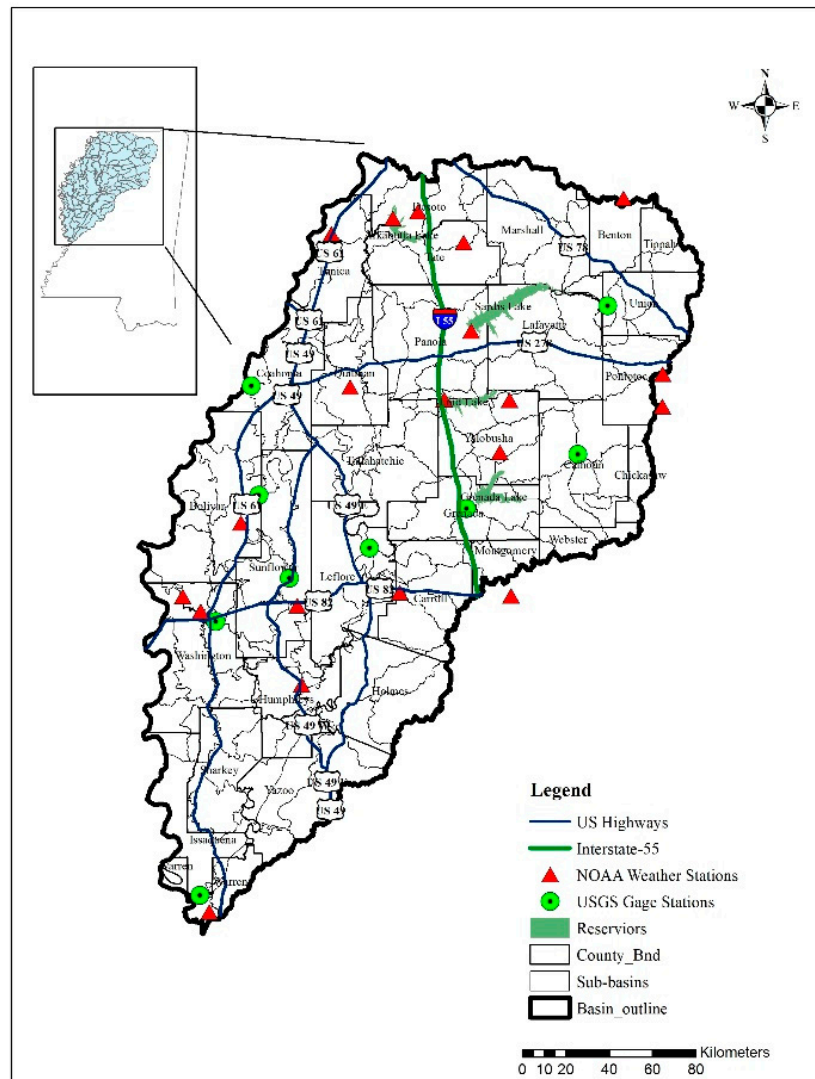 N
W E
S
Desoto
Marshall
Benton
Tippah
US 78
US 61
Tate
Tunica
Union
Sardis Lake
US 61
I-55
Lafayette
Panola
US 278
US 49
Coahoma
Quitman
Pontotoc
US 49
Enid Lake
Yalobusha
Tallahatchie
Calhoun
Chickasaw
Grenada Lake
Bolivar
US 61
US 49 E
Grenada
Webster
Montgomery
Sunflower
Leflore
US 82
US 82
Carroll
Washington
Holmes
Humphreys
US 49 W
Sharkey
US 49
Yazoo
US 49
Issaquena
Warren
Warren
Legend
US Highways
Interstate-55
NOAA Weather Stations
USGS Gage Stations
Reserviors
County_Bnd
Sub-basins
Basin_outline
Kilometers
0 10 20 40 60 80